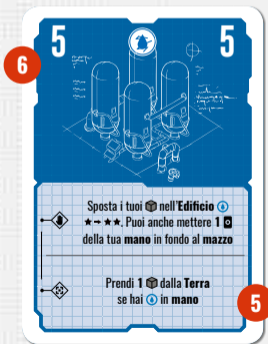 5 5
6
Sposta i tuoi nell'Edificio
★→★★. Puoi anche mettere 1
della tua mano in fondo al mazzo
Prendi 1 dalla Terra
se hai in mano
5